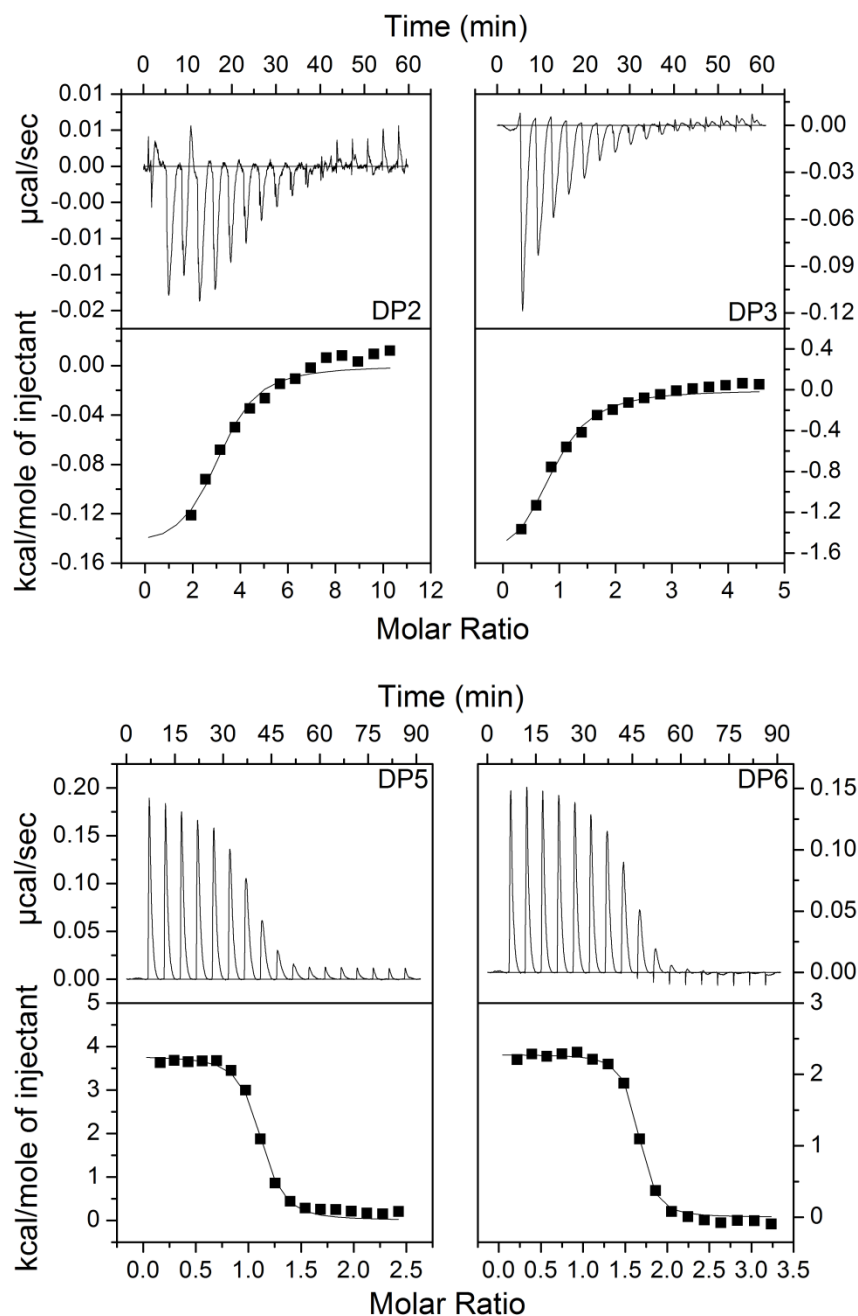 Time (min)
0 10 20 30 40 50 60 0 10 20 30 40 50 60
0.01
0.01
0.00
-0.00
-0.01
-0.01
-0.02
µcal/sec
DP2
0.00
-0.03
-0.06
-0.09
-0.12
DP3
0.00
-0.04
-0.08
-0.12
-0.16
kcal/mole of injectant
0.4
0.0
-0.4
-0.8
-1.2
-1.6
0 2 4 6 8 10 12 0 1 2 3 4 5
Molar Ratio
Time (min)
0 15 30 45 60 75 90 0 15 30 45 60 75 90
0.20
0.15
0.10
0.05
0.00
µcal/sec
DP5
0.15
0.10
0.05
0.00
DP6
5
4
3
2
1
0
kcal/mole of injectant
3
2
1
0
0.0 0.5 1.0 1.5 2.0 2.5 0.0 0.5 1.0 1.5 2.0 2.5 3.0 3.5
Molar Ratio